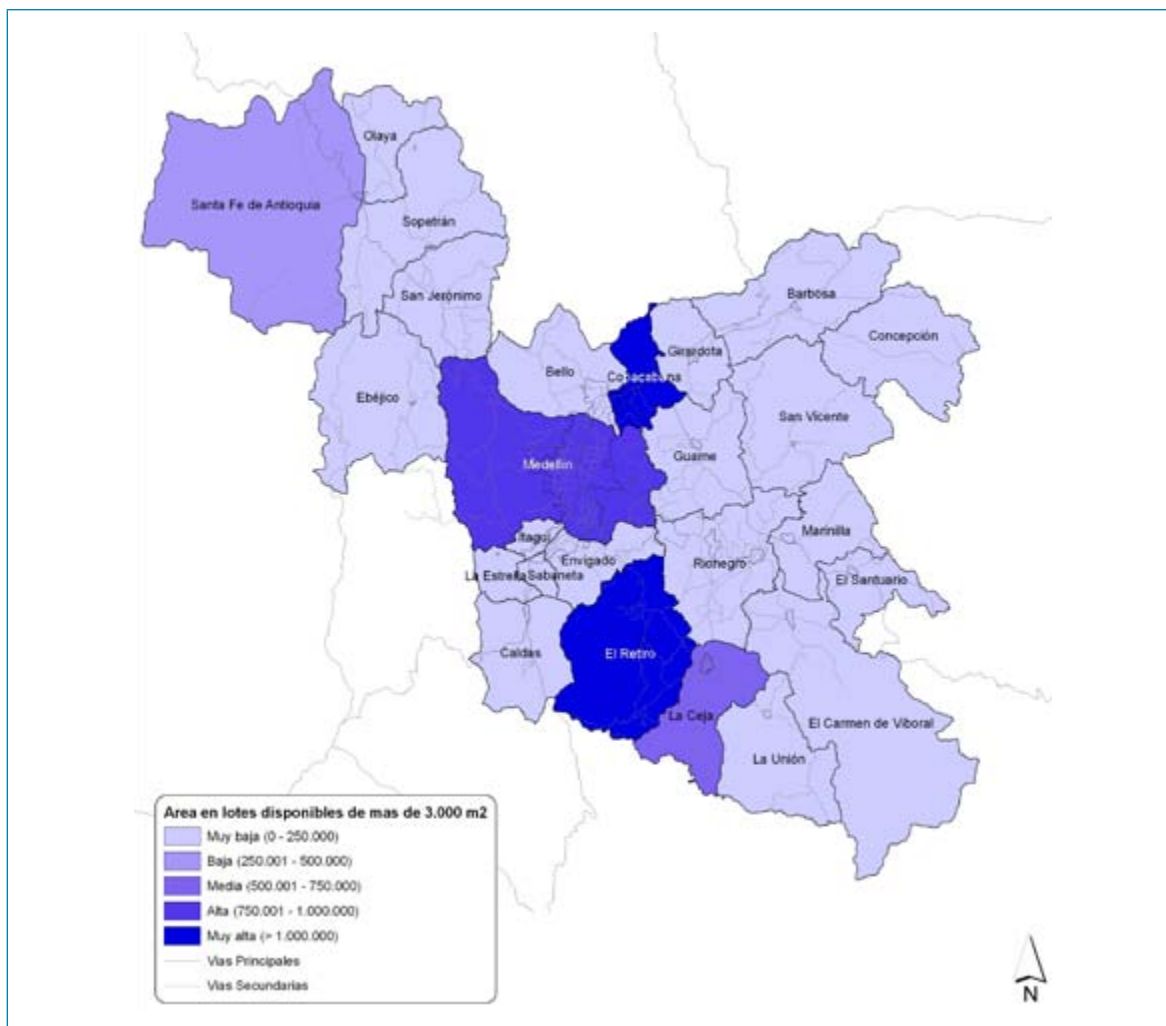 Olaya
Santa Fe de Antioquia
Sopetrán
San Jerónimo
Barbosa
Concepción
Girardota
Bello
Copacabana
Ebéjico
San Vicente
Guarne
Medellín
Marinilla
Itagui
Envigado
Rionegro
La Estrella
Sabaneta
El Santuario
Caldas
El Retiro
La Ceja
El Carmen de Viboral
La Unión
Area en lotes disponibles de mas de 3.000 m2
Muy baja (0 - 250.000)
Baja (250.001 - 500.000)
Media (500.001 - 750.000)
Alta (750.001 - 1.000.000)
Muy alta (> 1.000.000)
Vias Principales
Vias Secundarias
N